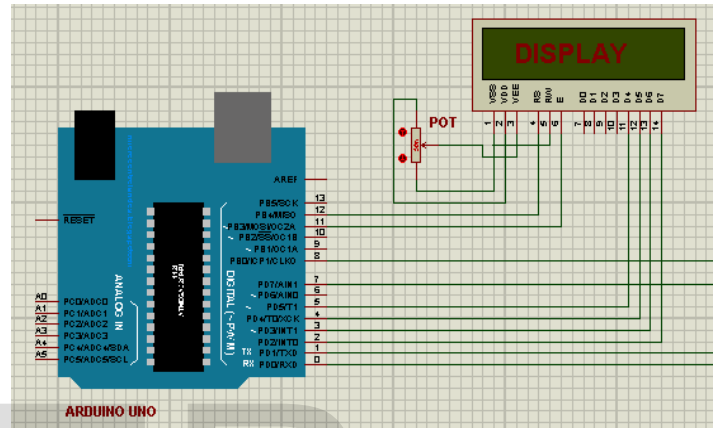 DISPLAY
VSS
VDD
VEE
RS
RW
E
D0
D1
D2
D3
D4
D5
D6
D7
1
2
3
4
5
6
7
8
9
10
11
12
13
14
POT
AREF
PB5/SCK 13
PB4/MISO 12
~PB3/MOSI/OC2A 11
~ PB2/SS/OC1B 10
~ PB1/OC1A 9
PB0/ICP1/CLKO 8
PD7/AIN1 7
~PD6/AIN0 6
~PD5/T1 5
PD4/T0/XCK 4
~PD3/INT1 3
PD2/INT0 2
TX PD1/TXD 1
RX PD0/RXD 0
DIGITAL (~PWM)
RESET
ANALOG IN
A0 PC0/ADC0
A1 PC1/ADC1
A2 PC2/ADC2
A3 PC3/ADC3
A4 PC4/ADC4/SDA
A5 PC5/ADC5/SCL
ARDUINO UNO